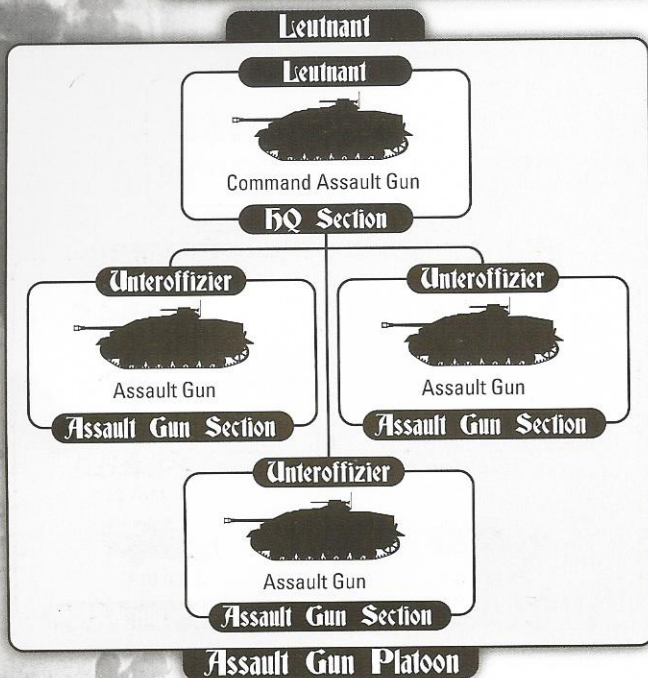 Leutnant
Leutnant
Command Assault Gun
HQ Section
Unteroffizier
Unteroffizier
Assault Gun
Assault Gun
Assault Gun Section
Assault Gun Section
Unteroffizier
Assault Gun
Assault Gun Section
Assault Gun Platoon